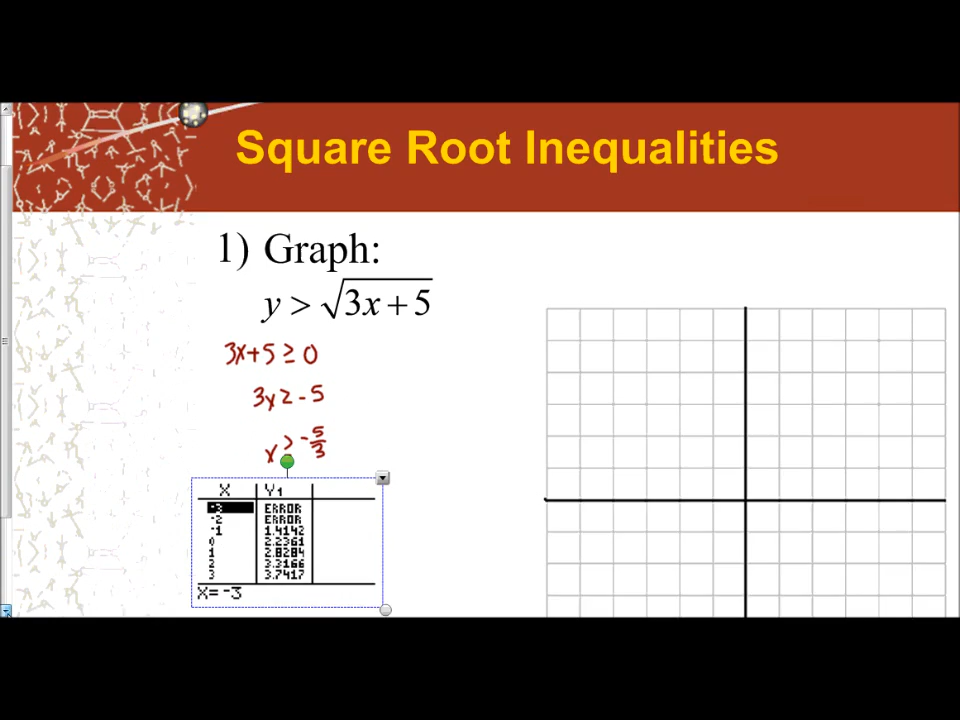 Square Root Inequalities
1) Graph:
y > √3x + 5
3x+5 ≥ 0
3x ≥ -5
x ≥ -5/3
X Y1
-3 ERROR
-2 ERROR
-1 1.4142
0 2.2361
1 2.8284
2 3.3166
3 3.7417
X= -3